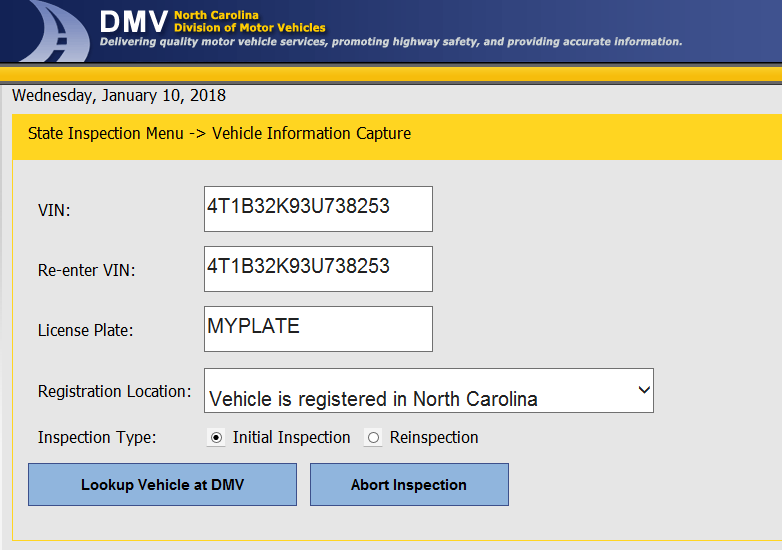 DMV North Carolina
Division of Motor Vehicles
Delivering quality motor vehicle services, promoting highway safety, and providing accurate information.
Wednesday, January 10, 2018
State Inspection Menu -> Vehicle Information Capture
VIN: 4T1B32K93U738253
Re-enter VIN: 4T1B32K93U738253
License Plate: MYPLATE
Registration Location: Vehicle is registered in North Carolina
Inspection Type: Initial Inspection Reinspection
Lookup Vehicle at DMV Abort Inspection